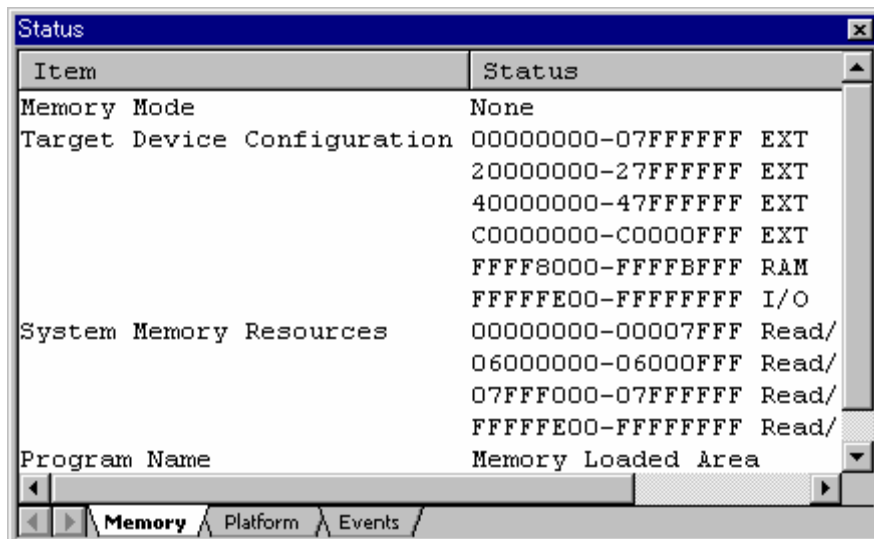 Status
Item Status
Memory Mode None
Target Device Configuration 00000000-07FFFFFF EXT
20000000-27FFFFFF EXT
40000000-47FFFFFF EXT
C0000000-C0000FFF EXT
FFFF8000-FFFFBFFF RAM
FFFFFE00-FFFFFFFF I/O
System Memory Resources 00000000-00007FFF Read/
06000000-06000FFF Read/
07FFF000-07FFFFFF Read/
FFFFFE00-FFFFFFFF Read/
Program Name Memory Loaded Area
Memory Platform Events